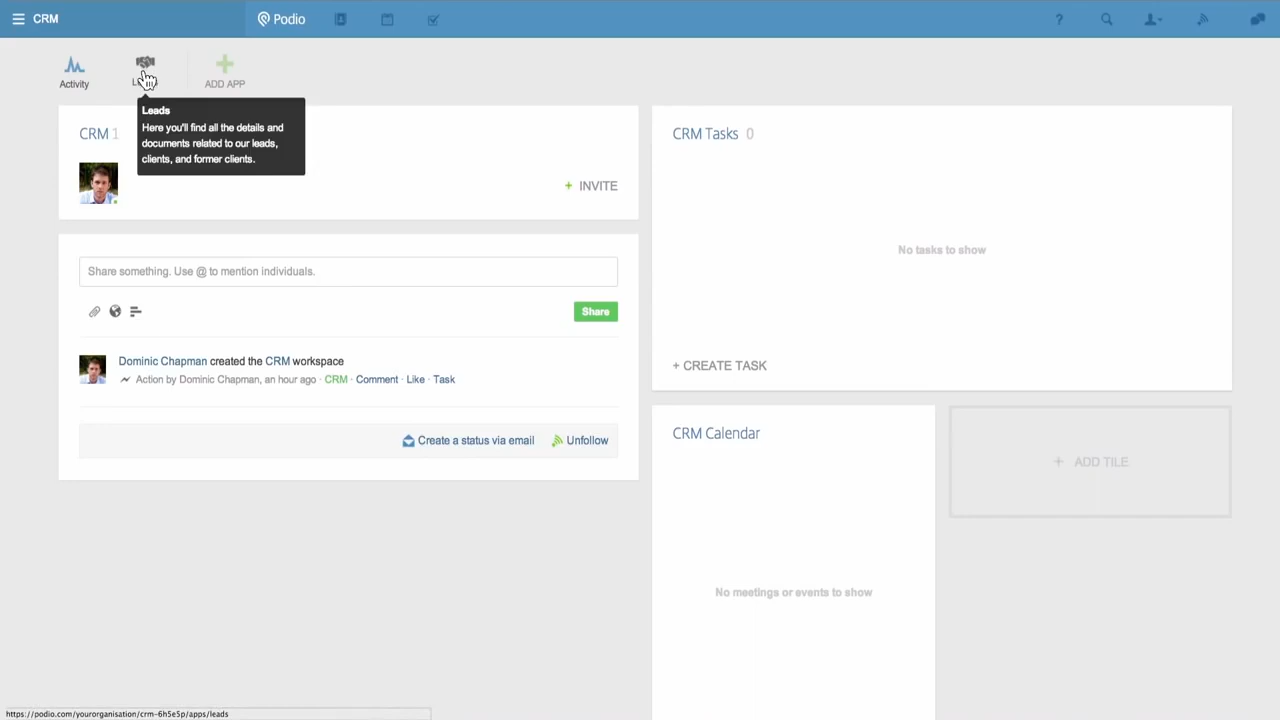 CRM
Podio
?
Activity
ADD APP
Leads
Here you'll find all the details and
documents related to our leads,
clients, and former clients.
CRM 1
+ INVITE
Share something. Use @ to mention individuals.
Share
Dominic Chapman created the CRM workspace
Action by Dominic Chapman, an hour ago · CRM · Comment · Like · Task
Create a status via email
Unfollow
CRM Tasks 0
No tasks to show
+ CREATE TASK
CRM Calendar
No meetings or events to show
+ ADD TILE
https://podio.com/yourorganisation/crm-6h5e5p/apps/leads